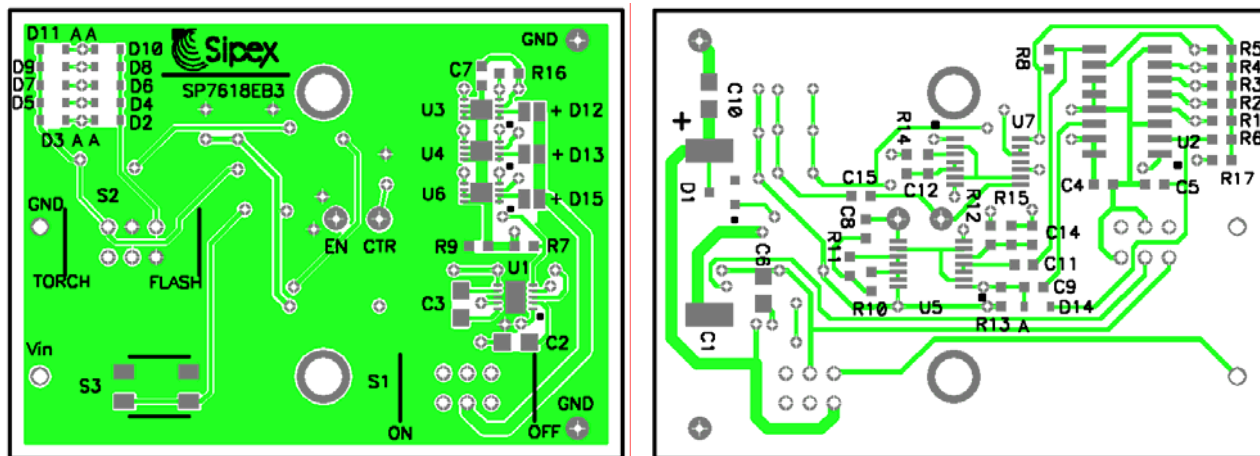 D11 A A
D10
D9
D8
D7
D6
D5
D4
D3 A A
D2
Sipex
SP7618EB3
GND
C7
R16
U3
+ D12
U4
+ D13
U6
+ D15
S2
GND
TORCH
FLASH
EN
CTR
R9
R7
U1
C3
C2
Vin
S3
S1
ON
OFF
GND
R8
R5
R4
R3
R2
R1
R6
R17
C10
+
D1
R14
U7
U2
C15
C12
R12
R15
C4
C5
C8
R11
C14
C11
C6
C9
C1
R10
U5
R13
A
D14